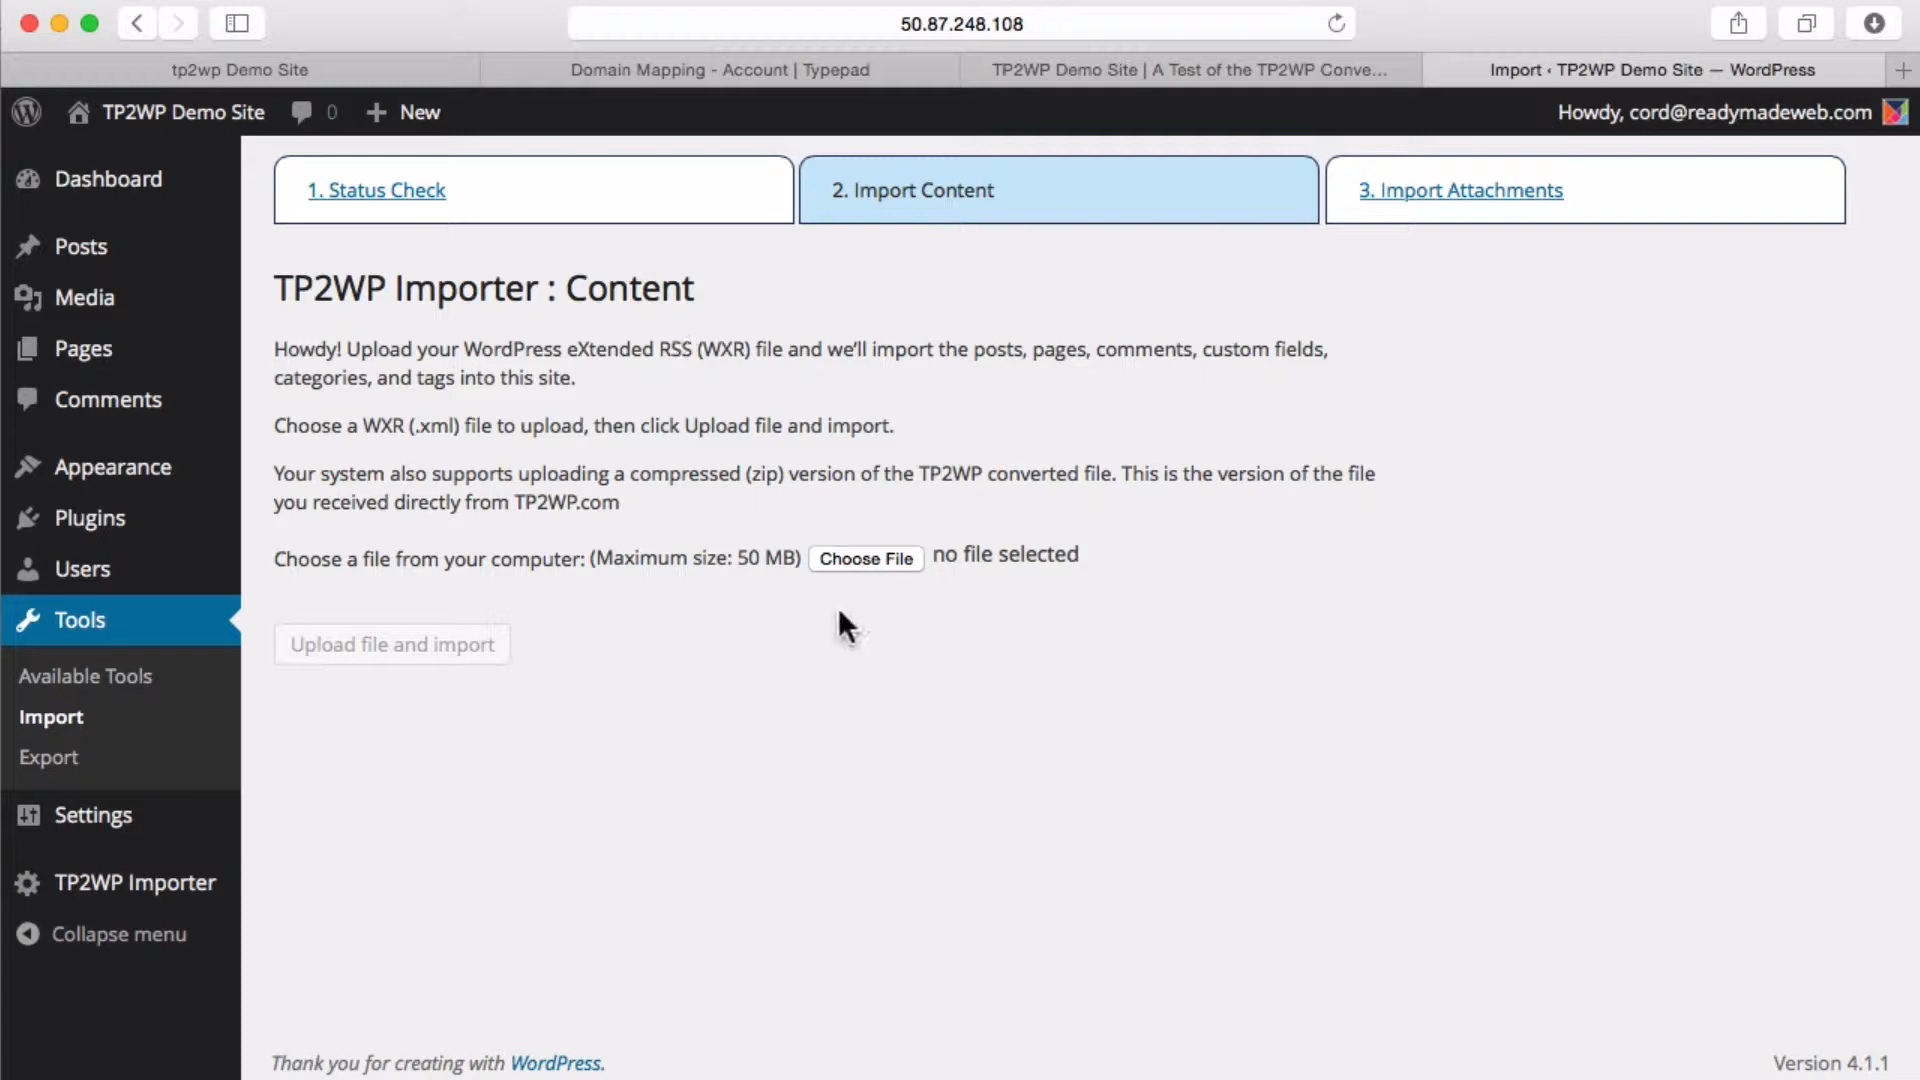 50.87.248.108
tp2wp Demo Site
Domain Mapping - Account | Typepad
TP2WP Demo Site | A Test of the TP2WP Conve...
Import ‹ TP2WP Demo Site — WordPress
TP2WP Demo Site
0
New
Howdy, cord@readymadeweb.com
Dashboard
Posts
Media
Pages
Comments
Appearance
Plugins
Users
Tools
Available Tools
Import
Export
Settings
TP2WP Importer
Collapse menu
1. Status Check
2. Import Content
3. Import Attachments
TP2WP Importer : Content
Howdy! Upload your WordPress eXtended RSS (WXR) file and we’ll import the posts, pages, comments, custom fields,
categories, and tags into this site.
Choose a WXR (.xml) file to upload, then click Upload file and import.
Your system also supports uploading a compressed (zip) version of the TP2WP converted file. This is the version of the file
you received directly from TP2WP.com
Choose a file from your computer: (Maximum size: 50 MB) Choose File no file selected
Upload file and import
Thank you for creating with WordPress.
Version 4.1.1